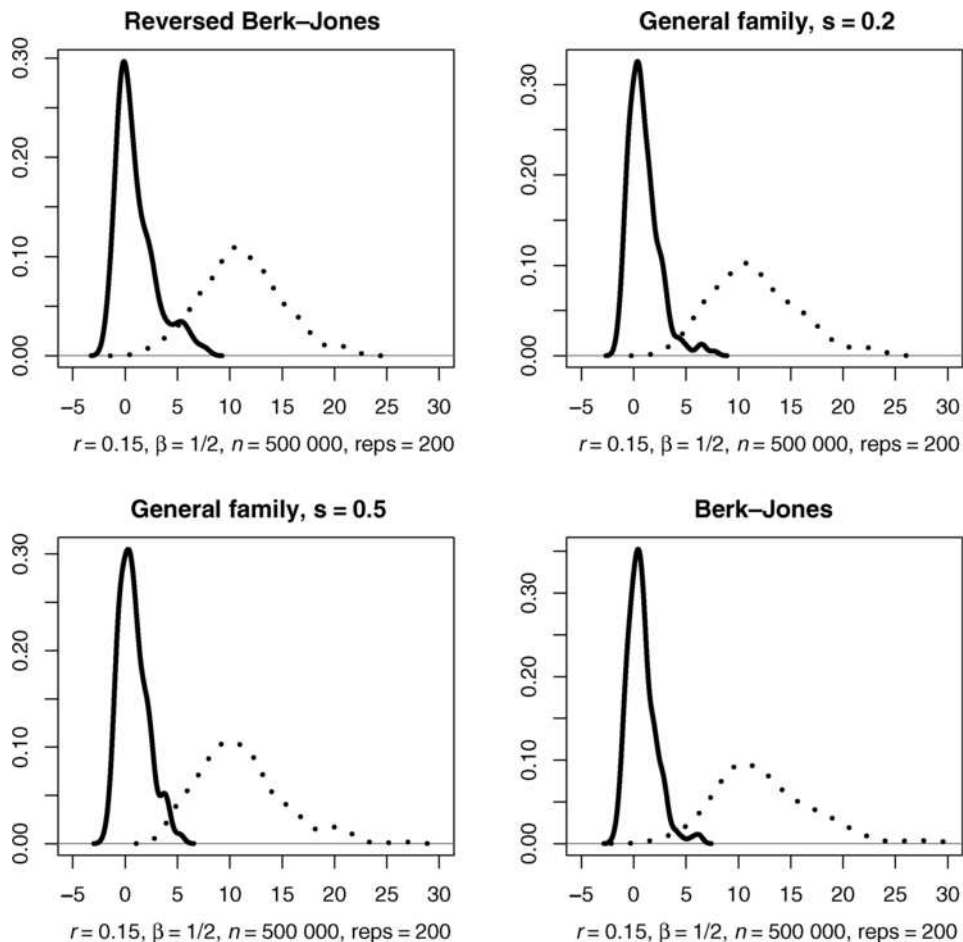 Reversed Berk–Jones
General family, s = 0.2
0.30
0.20
0.10
0.00
0.30
0.20
0.10
0.00
−5 0 5 10 15 20 25 30
−5 0 5 10 15 20 25 30
r = 0.15, β = 1/2, n = 500 000, reps = 200
r = 0.15, β = 1/2, n = 500 000, reps = 200
General family, s = 0.5
Berk–Jones
0.30
0.20
0.10
0.00
0.30
0.20
0.10
0.00
−5 0 5 10 15 20 25 30
−5 0 5 10 15 20 25 30
r = 0.15, β = 1/2, n = 500 000, reps = 200
r = 0.15, β = 1/2, n = 500 000, reps = 200